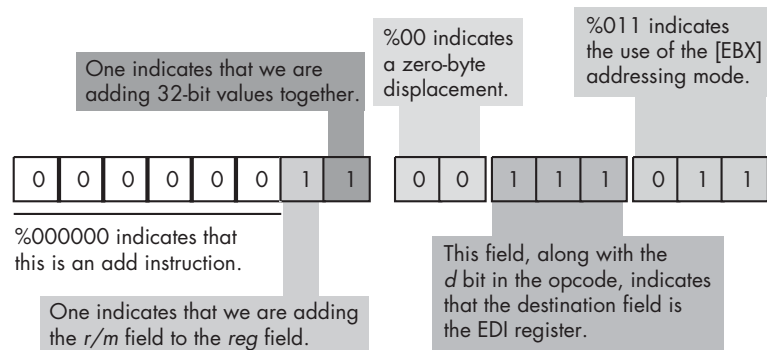 %00 indicates
a zero-byte
displacement.
%011 indicates
the use of the [EBX]
addressing mode.
One indicates that we are
adding 32-bit values together.
0 0 0 0 0 0 1 1 0 0 1 1 1 0 1 1
%000000 indicates that
this is an add instruction.
This field, along with the
d bit in the opcode, indicates
that the destination field is
the EDI register.
One indicates that we are adding
the r/m field to the reg field.